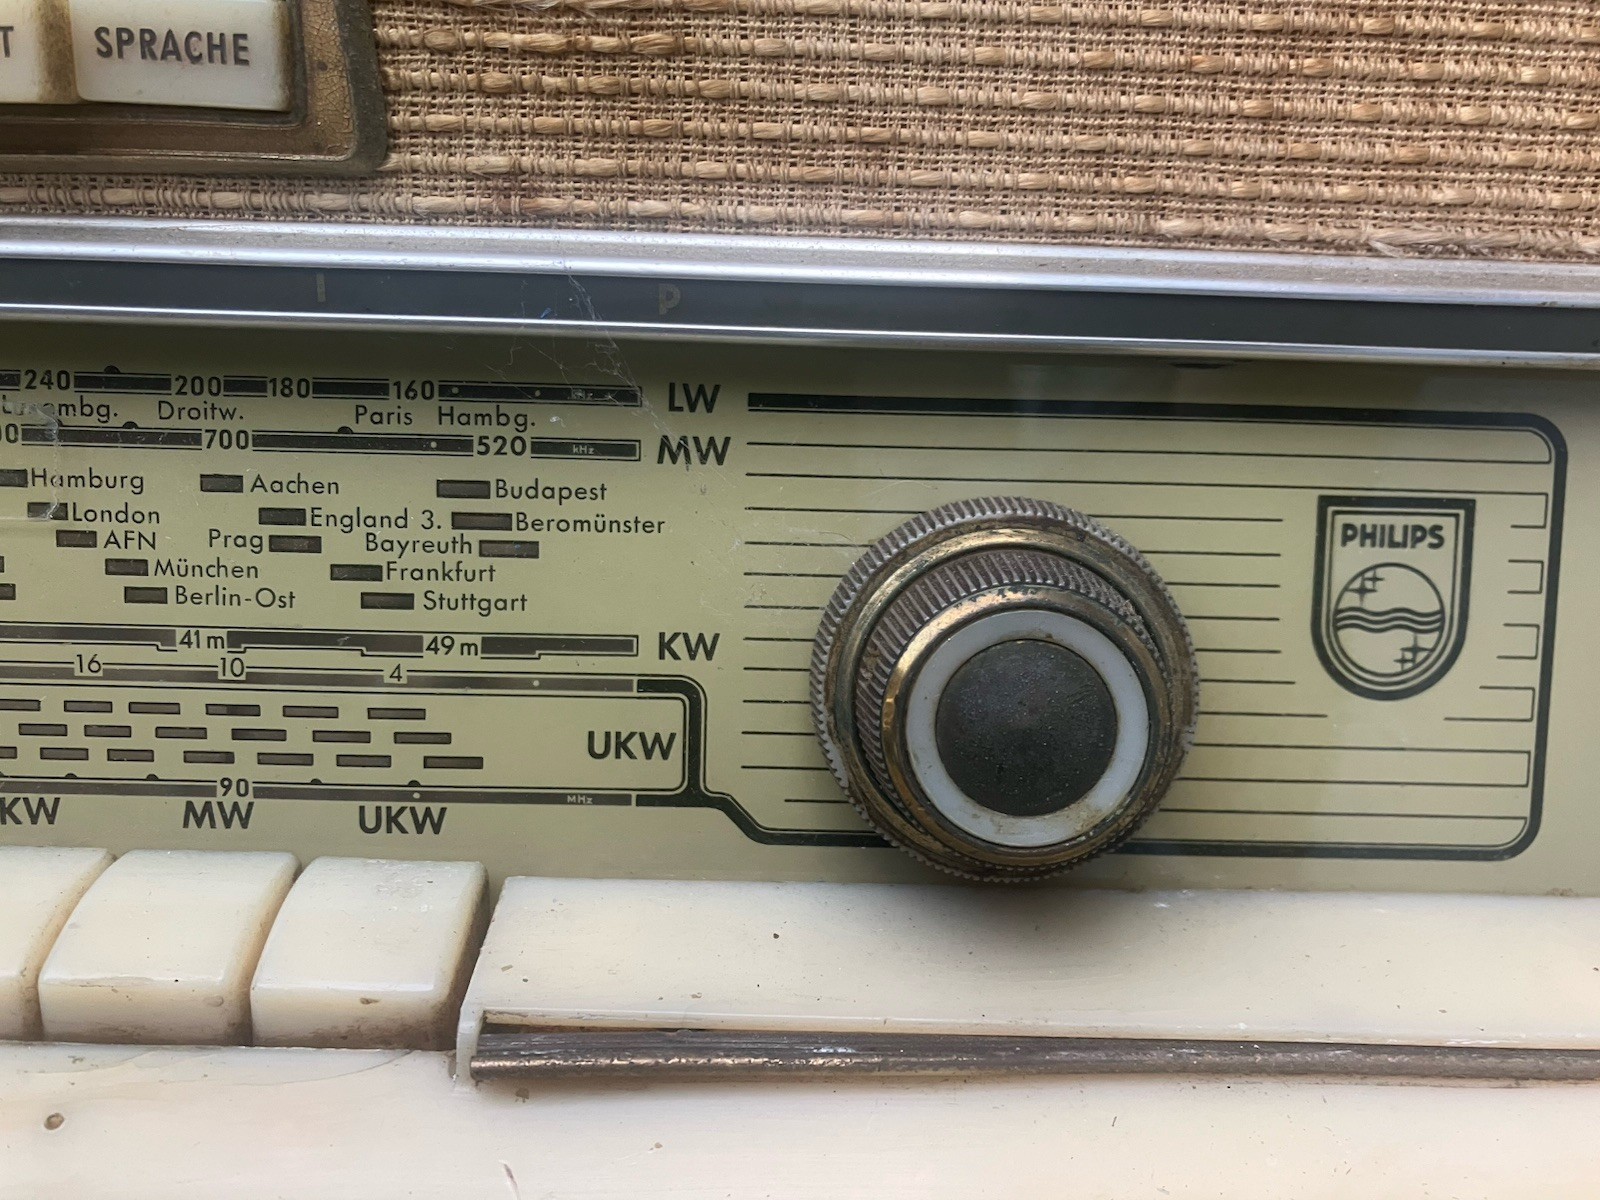 SPRACHE
P
240 200 180 160 kHz LW
Luxembg. Droitw. Paris Hambg.
700 520 kHz MW
Hamburg Aachen Budapest
London England 3. Beromünster
AFN Prag Bayreuth
München Frankfurt
Berlin-Ost Stuttgart
41 m 49 m KW
16 10 4
UKW
90 MHz
KW MW UKW
PHILIPS